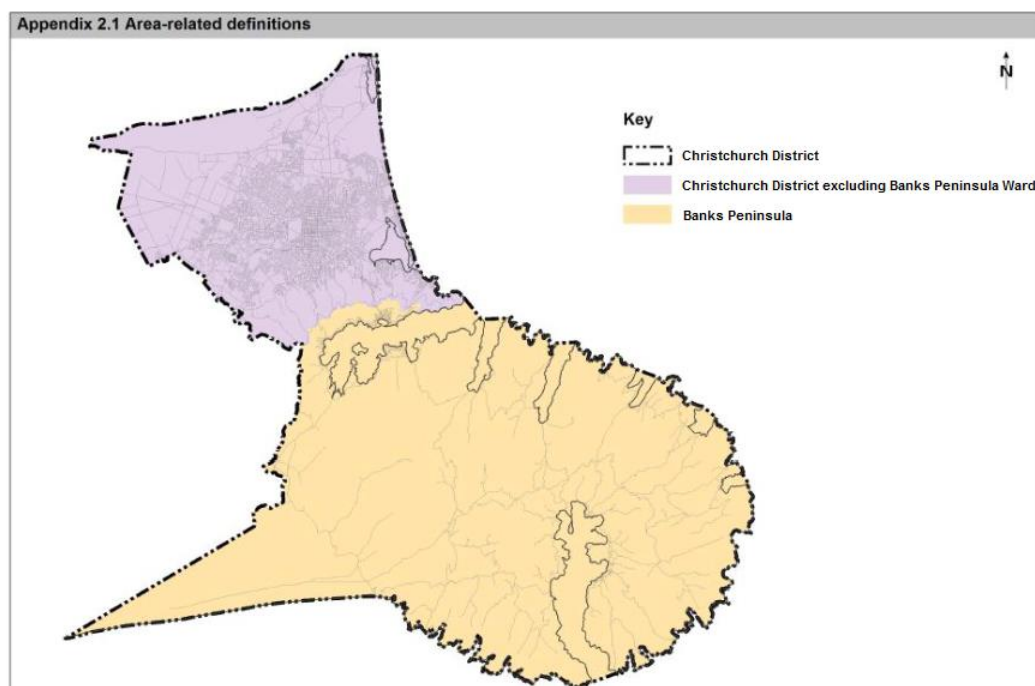 Appendix 2.1 Area-related definitions
N
Key
Christchurch District
Christchurch District excluding Banks Peninsula Ward
Banks Peninsula